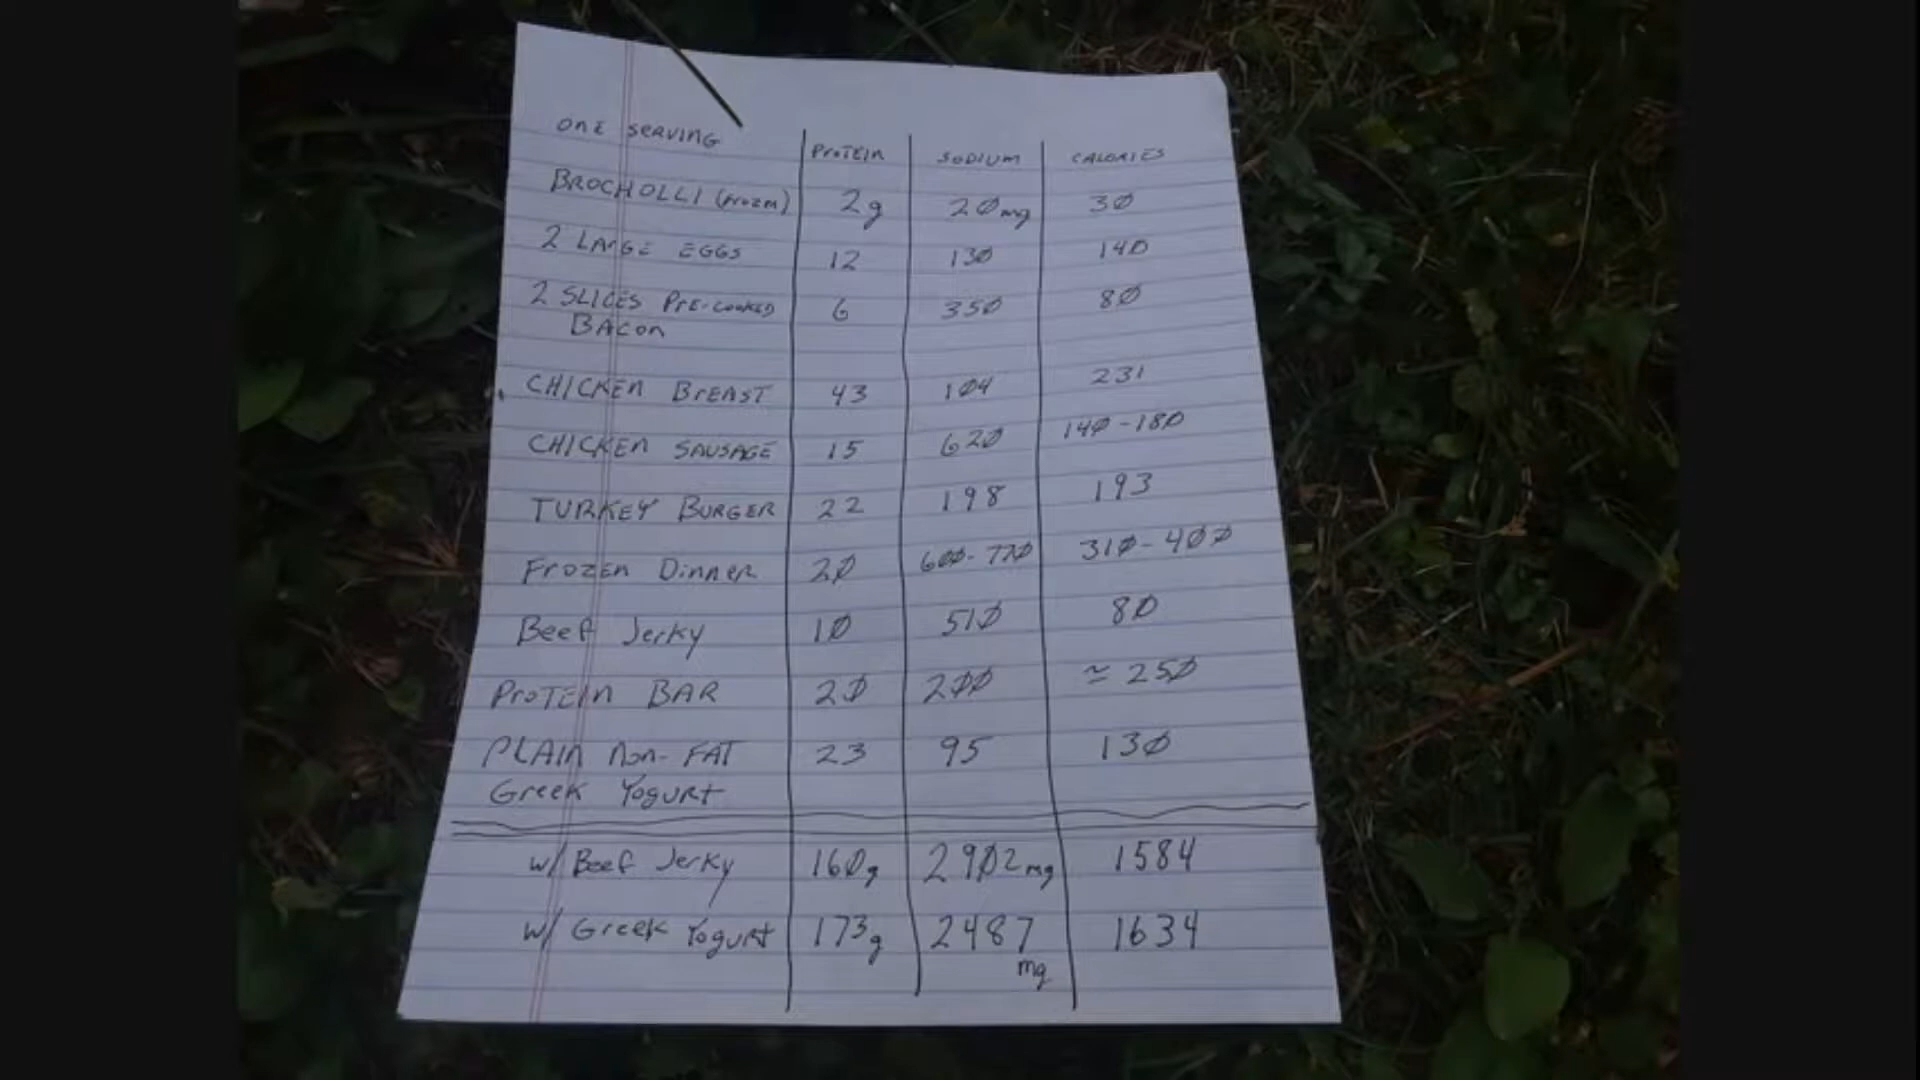 ONE SERVING PROTEIN SODIUM CALORIES
BROCHOLLI (FROZEN) 2g 20mg 30
2 LARGE EGGS 12 130 140
2 SLICES PRE-COOKED 6 350 80
BACON
CHICKEN BREAST 43 104 231
CHICKEN SAUSAGE 15 620 140-180
TURKEY BURGER 22 198 193
Frozen Dinner 20 600-770 310-400
Beef Jerky 10 510 80
PROTEIN BAR 20 200 ≃ 250
PLAIN NON-FAT 23 95 130
Greek Yogurt
w/ Beef Jerky 160g 2902mg 1584
w/ Greek Yogurt 173g 2487 1634
mg